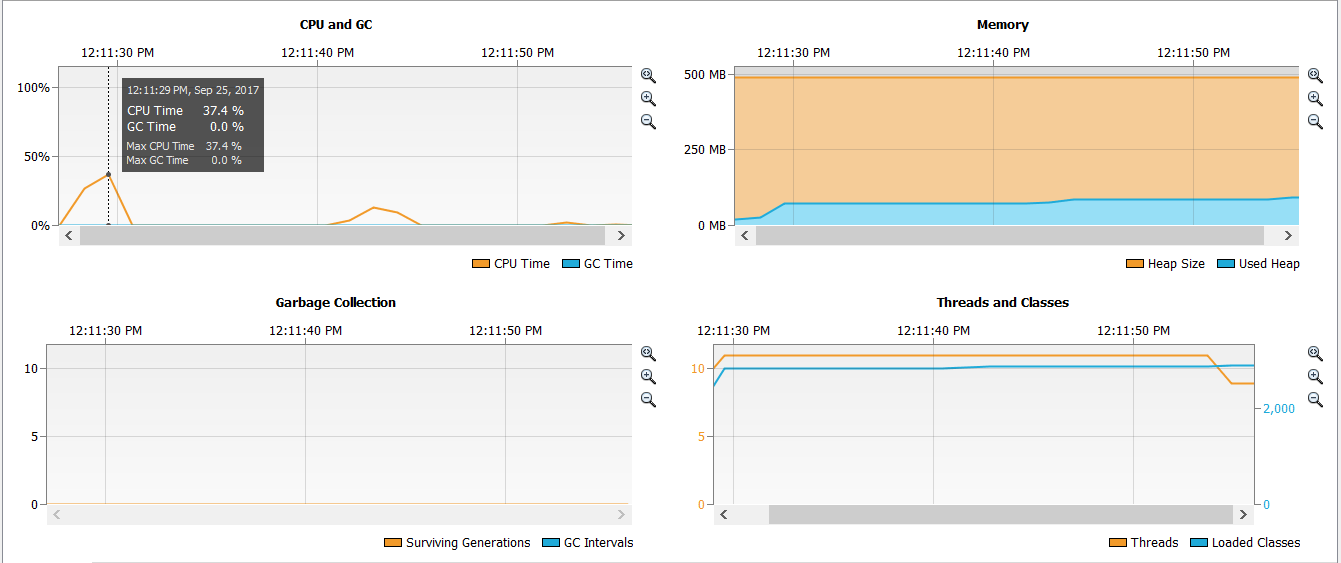 CPU and GC
12:11:30 PM 12:11:40 PM 12:11:50 PM
100%
50%
0%
12:11:29 PM, Sep 25, 2017
CPU Time 37.4 %
GC Time 0.0 %
Max CPU Time 37.4 %
Max GC Time 0.0 %
CPU Time GC Time
Memory
12:11:30 PM 12:11:40 PM 12:11:50 PM
500 MB
250 MB
0 MB
Heap Size Used Heap
Garbage Collection
12:11:30 PM 12:11:40 PM 12:11:50 PM
10
5
0
Surviving Generations GC Intervals
Threads and Classes
12:11:30 PM 12:11:40 PM 12:11:50 PM
10
2,000
5
0 0
Threads Loaded Classes